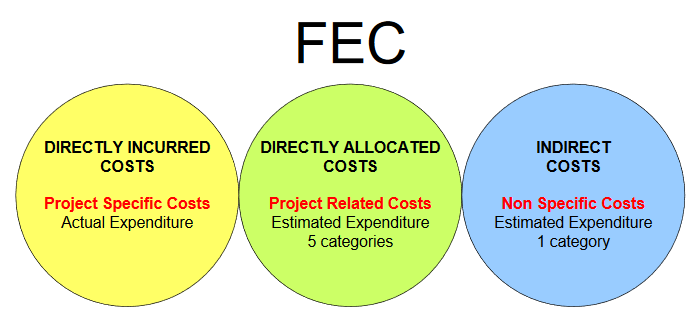 FEC
DIRECTLY INCURRED
COSTS
Project Specific Costs
Actual Expenditure
DIRECTLY ALLOCATED
COSTS
Project Related Costs
Estimated Expenditure
5 categories
INDIRECT
COSTS
Non Specific Costs
Estimated Expenditure
1 category